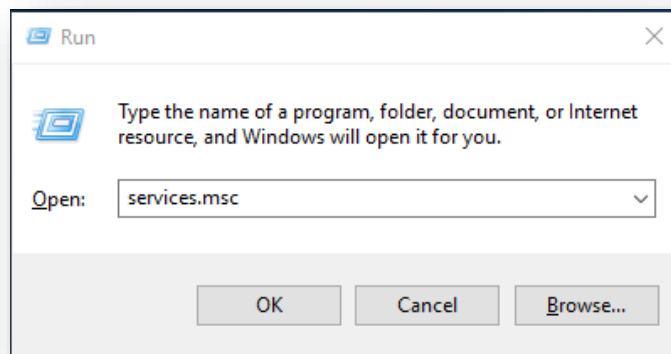 Run
Type the name of a program, folder, document, or Internet
resource, and Windows will open it for you.
Open: services.msc
OK Cancel Browse...